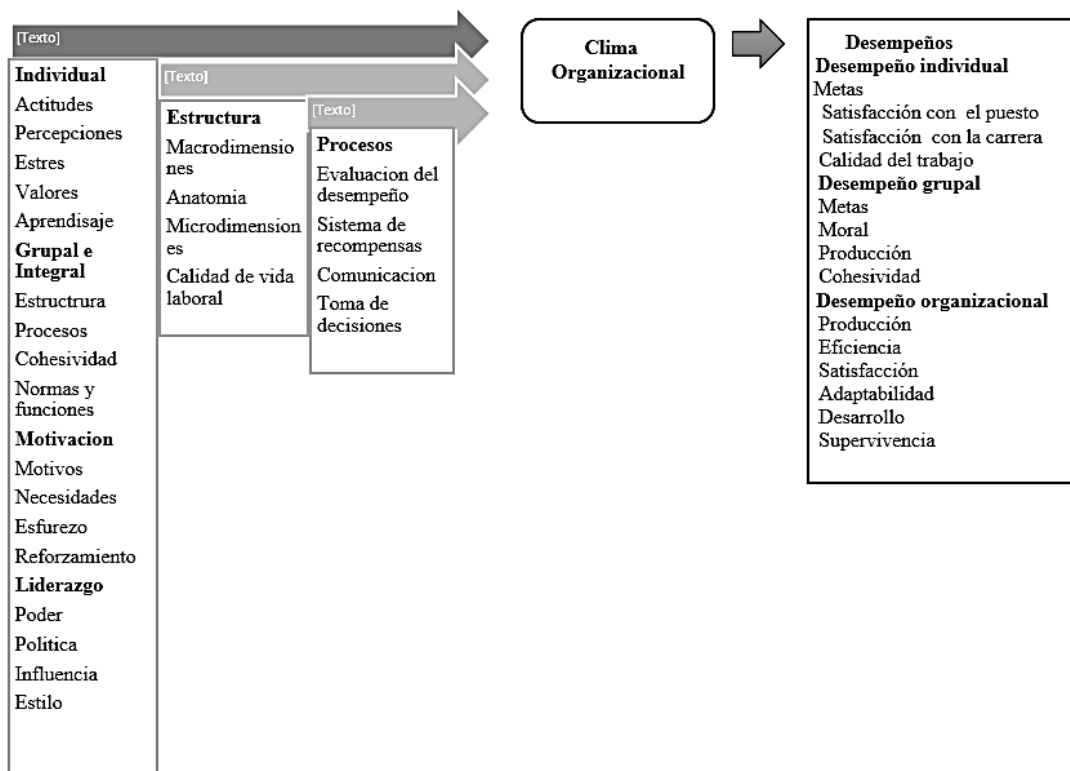 [Texto]
Individual
Actitudes
Percepciones
Estres
Valores
Aprendisaje
Grupal e
Integral
Estructrura
Procesos
Cohesividad
Normas y
funciones
Motivacion
Motivos
Necesidades
Esfurezo
Reforzamiento
Liderazgo
Poder
Politica
Influencia
Estilo
[Texto]
Estructura
Macrodimensio
nes
Anatomia
Microdimension
es
Calidad de vida
laboral
[Texto]
Procesos
Evaluacion del
desempeño
Sistema de
recompensas
Comunicacion
Toma de
decisiones
Clima
Organizacional
Desempeños
Desempeño individual
Metas
Satisfacción con el puesto
Satisfacción con la carrera
Calidad del trabajo
Desempeño grupal
Metas
Moral
Producción
Cohesividad
Desempeño organizacional
Producción
Eficiencia
Satisfacción
Adaptabilidad
Desarrollo
Supervivencia